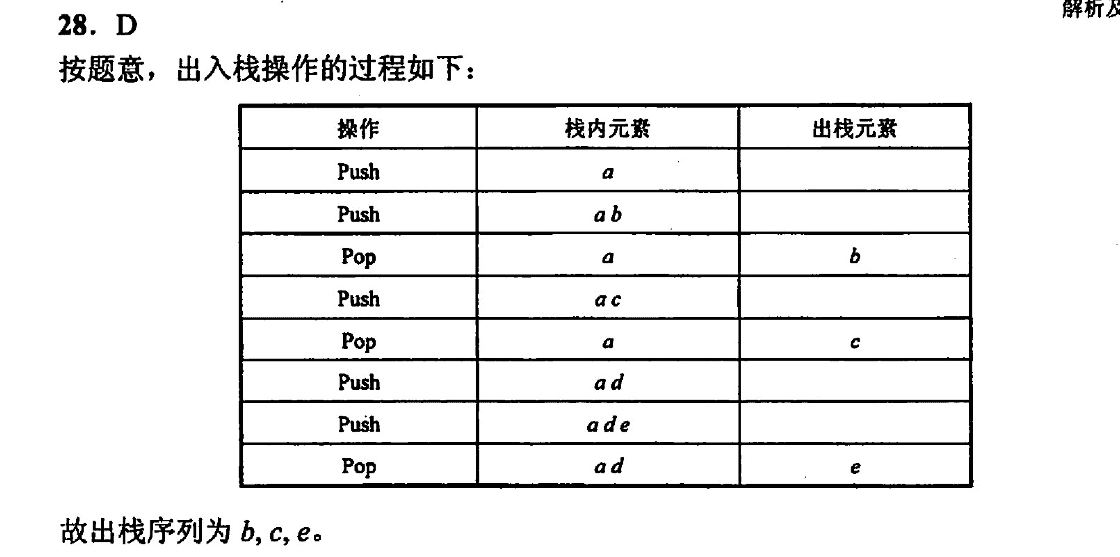 解析及
28. D
按题意，出入栈操作的过程如下：
操作 栈内元素 出栈元素
Push a
Push a b
Pop a b
Push a c
Pop a c
Push a d
Push a d e
Pop a d e
故出栈序列为 b, c, e。